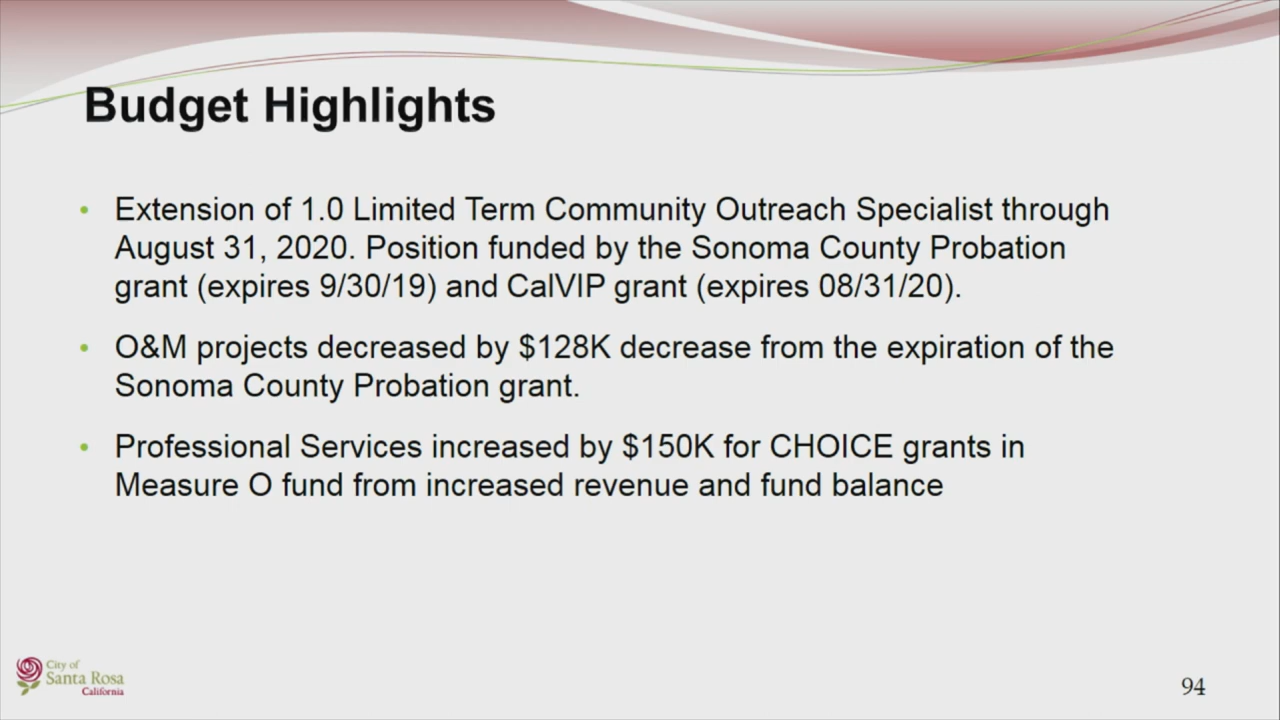 Budget Highlights
• Extension of 1.0 Limited Term Community Outreach Specialist through
August 31, 2020. Position funded by the Sonoma County Probation
grant (expires 9/30/19) and CalVIP grant (expires 08/31/20).
• O&M projects decreased by $128K decrease from the expiration of the
Sonoma County Probation grant.
• Professional Services increased by $150K for CHOICE grants in
Measure O fund from increased revenue and fund balance
City of
Santa Rosa
California
94